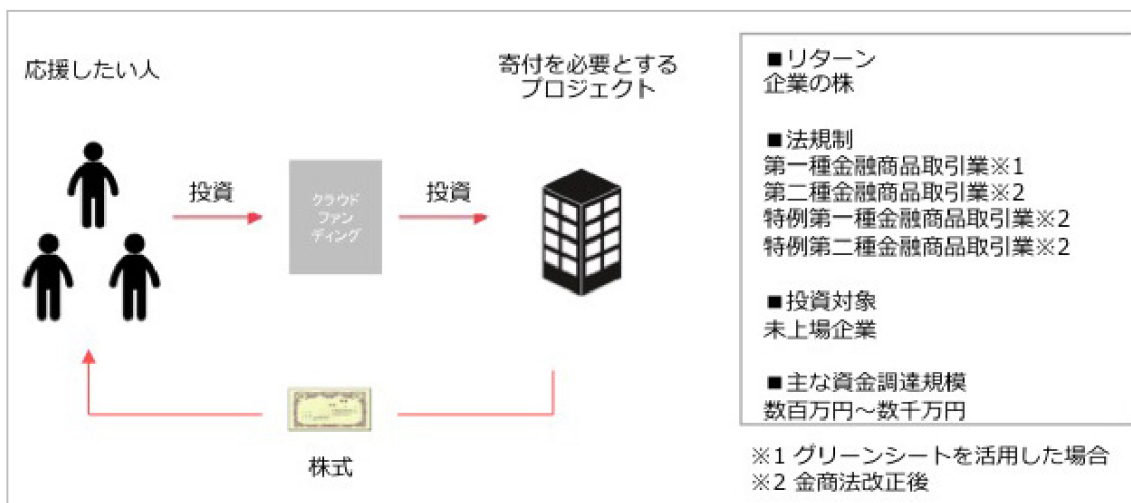 応援したい人
寄付を必要とする
プロジェクト
投資
クラウド
ファン
ディング
投資
株式
■リターン
企業の株
■法規制
第一種金融商品取引業※1
第二種金融商品取引業※2
特例第一種金融商品取引業※2
特例第二種金融商品取引業※2
■投資対象
未上場企業
■主な資金調達規模
数百万円～数千万円
※1 グリーンシートを活用した場合
※2 金商法改正後